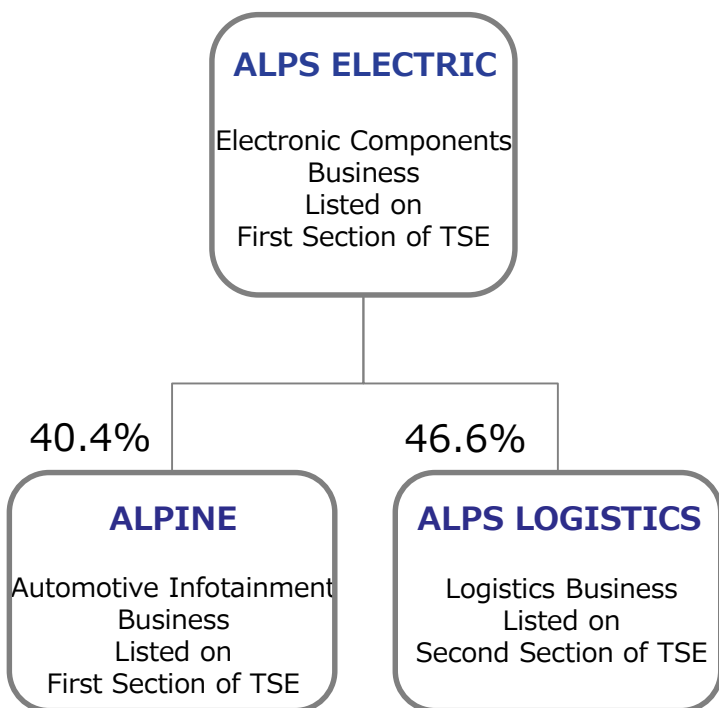 ALPS ELECTRIC
Electronic Components
Business
Listed on
First Section of TSE
40.4%
46.6%
ALPINE
Automotive Infotainment
Business
Listed on
First Section of TSE
ALPS LOGISTICS
Logistics Business
Listed on
Second Section of TSE